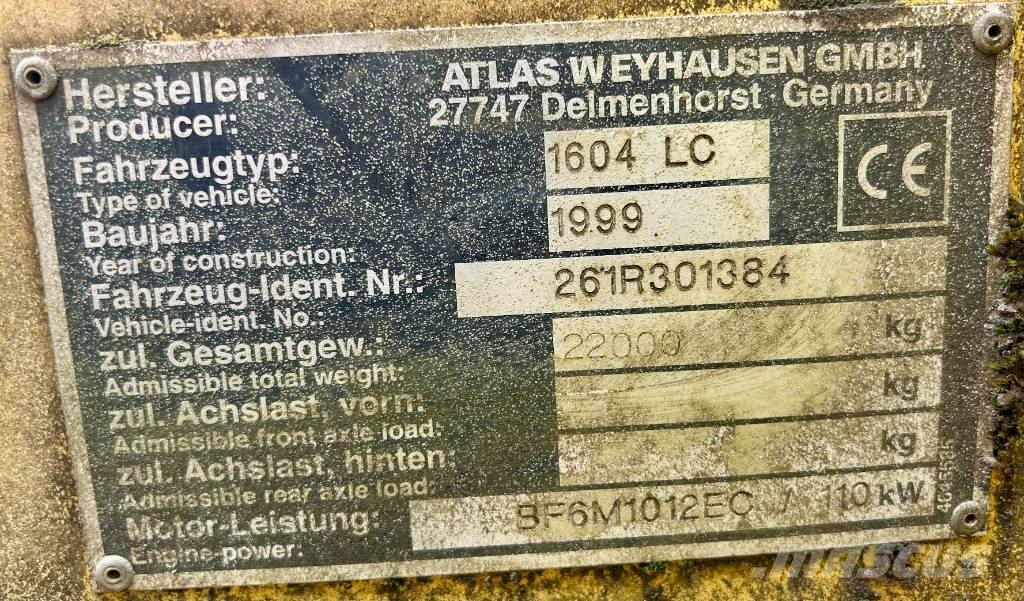 Hersteller: ATLAS WEYHAUSEN GMBH
Producer: 27747 Delmenhorst · Germany
Fahrzeugtyp: 1604 LC
Type of vehicle:
Baujahr: 1999
Year of construction:
Fahrzeug-Ident. Nr.: 261R301384
Vehicle-ident. No.:
zul. Gesamtgew.: 22000 kg
Admissible total weight:
zul. Achslast, vorn: kg
Admissible front axle load:
zul. Achslast, hinten: kg
Admissible rear axle load:
Motor-Leistung: BF6M1012EC / 110 kW
Engine-power:
CE
mascus